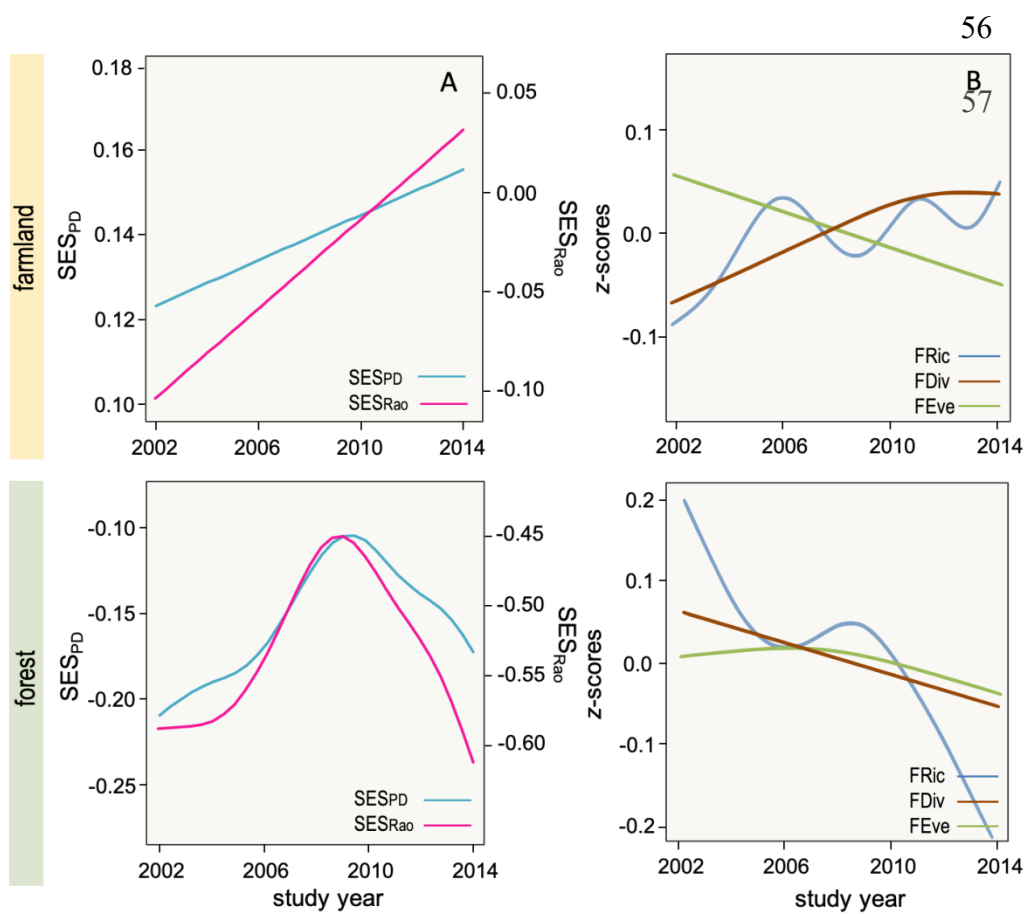 56
57
farmland
A
SESPD
0.18
0.16
0.14
0.12
0.10
0.05
0.00
-0.05
-0.10
SESRao
SESPD
SESRao
2002 2006 2010 2014
B
z-scores
0.1
0.0
-0.1
FRic
FDiv
FEve
2002 2006 2010 2014
forest
SESPD
-0.10
-0.15
-0.20
-0.25
-0.45
-0.50
-0.55
-0.60
SESRao
SESPD
SESRao
2002 2006 2010 2014
study year
z-scores
0.2
0.1
0.0
-0.1
-0.2
FRic
FDiv
FEve
2002 2006 2010 2014
study year